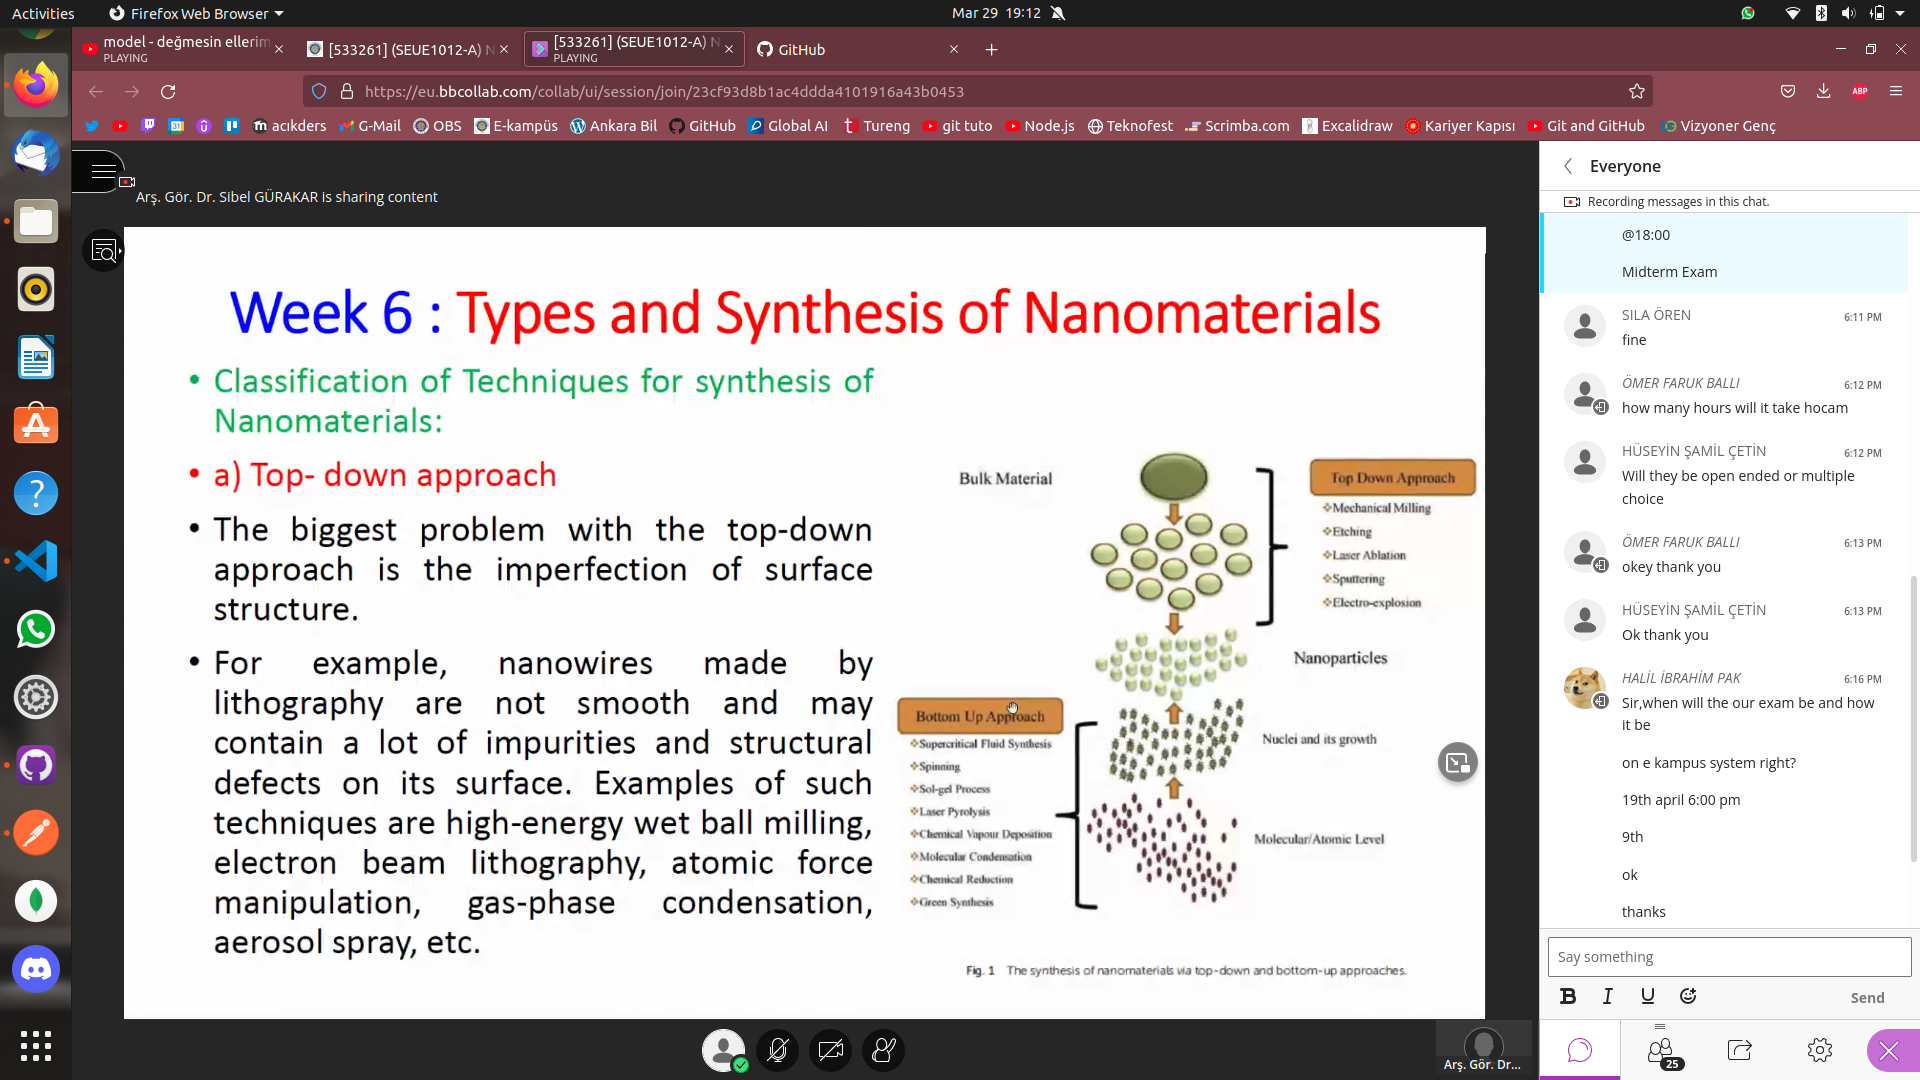 Activities
Firefox Web Browser
Mar 29 19:12
model - değmesin ellerim
PLAYING
[533261] (SEUE1012-A) N
[533261] (SEUE1012-A) N
PLAYING
GitHub
https://eu.bbcollab.com/collab/ui/session/join/23cf93d8b1ac4ddda4101916a43b0453
ABP
31
acıkders
G-Mail
OBS
E-kampüs
Ankara Bil
GitHub
Global AI
Tureng
git tuto
Node.js
Teknofest
Scrimba.com
Excalidraw
Kariyer Kapısı
Git and GitHub
Vizyoner Genç
Arş. Gör. Dr. Sibel GÜRAKAR is sharing content
Week 6 : Types and Synthesis of Nanomaterials
• Classification of Techniques for synthesis of
Nanomaterials:
• a) Top- down approach
• The biggest problem with the top-down
approach is the imperfection of surface
structure.
• For example, nanowires made by
lithography are not smooth and may
contain a lot of impurities and structural
defects on its surface. Examples of such
techniques are high-energy wet ball milling,
electron beam lithography, atomic force
manipulation, gas-phase condensation,
aerosol spray, etc.
Bulk Material
Top Down Approach
❖Mechanical Milling
❖Etching
❖Laser Ablation
❖Sputtering
❖Electro-explosion
Nanoparticles
Bottom Up Approach
❖Supercritical Fluid Synthesis
❖Spinning
❖Sol-gel Process
❖Laser Pyrolysis
❖Chemical Vapour Deposition
❖Molecular Condensation
❖Chemical Reduction
❖Green Synthesis
Nuclei and its growth
Molecular/Atomic Level
Fig. 1 The synthesis of nanomaterials via top-down and bottom-up approaches.
Arş. Gör. Dr...
Everyone
Recording messages in this chat.
@18:00
Midterm Exam
SILA ÖREN
6:11 PM
fine
ÖMER FARUK BALLI
6:12 PM
how many hours will it take hocam
HÜSEYİN ŞAMİL ÇETİN
6:12 PM
Will they be open ended or multiple
choice
ÖMER FARUK BALLI
6:13 PM
okey thank you
HÜSEYİN ŞAMİL ÇETİN
6:13 PM
Ok thank you
HALİL İBRAHİM PAK
6:16 PM
Sir,when will the our exam be and how
it be
on e kampus system right?
19th april 6:00 pm
9th
ok
thanks
Say something
B I U
Send
25